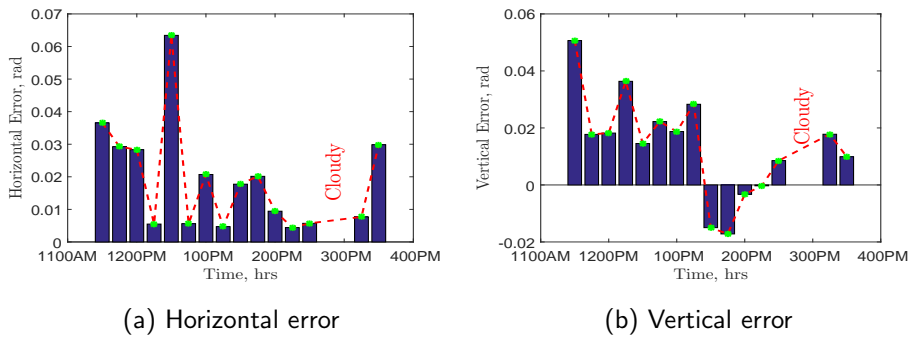 0.07
0.06
0.05
0.04
0.03
0.02
0.01
0
Horizontal Error, rad
Cloudy
1100AM 1200PM 100PM 200PM 300PM 400PM
Time, hrs
(a) Horizontal error
0.06
0.04
0.02
0
-0.02
Vertical Error, rad
Cloudy
1100AM 1200PM 100PM 200PM 300PM 400PM
Time, hrs
(b) Vertical error